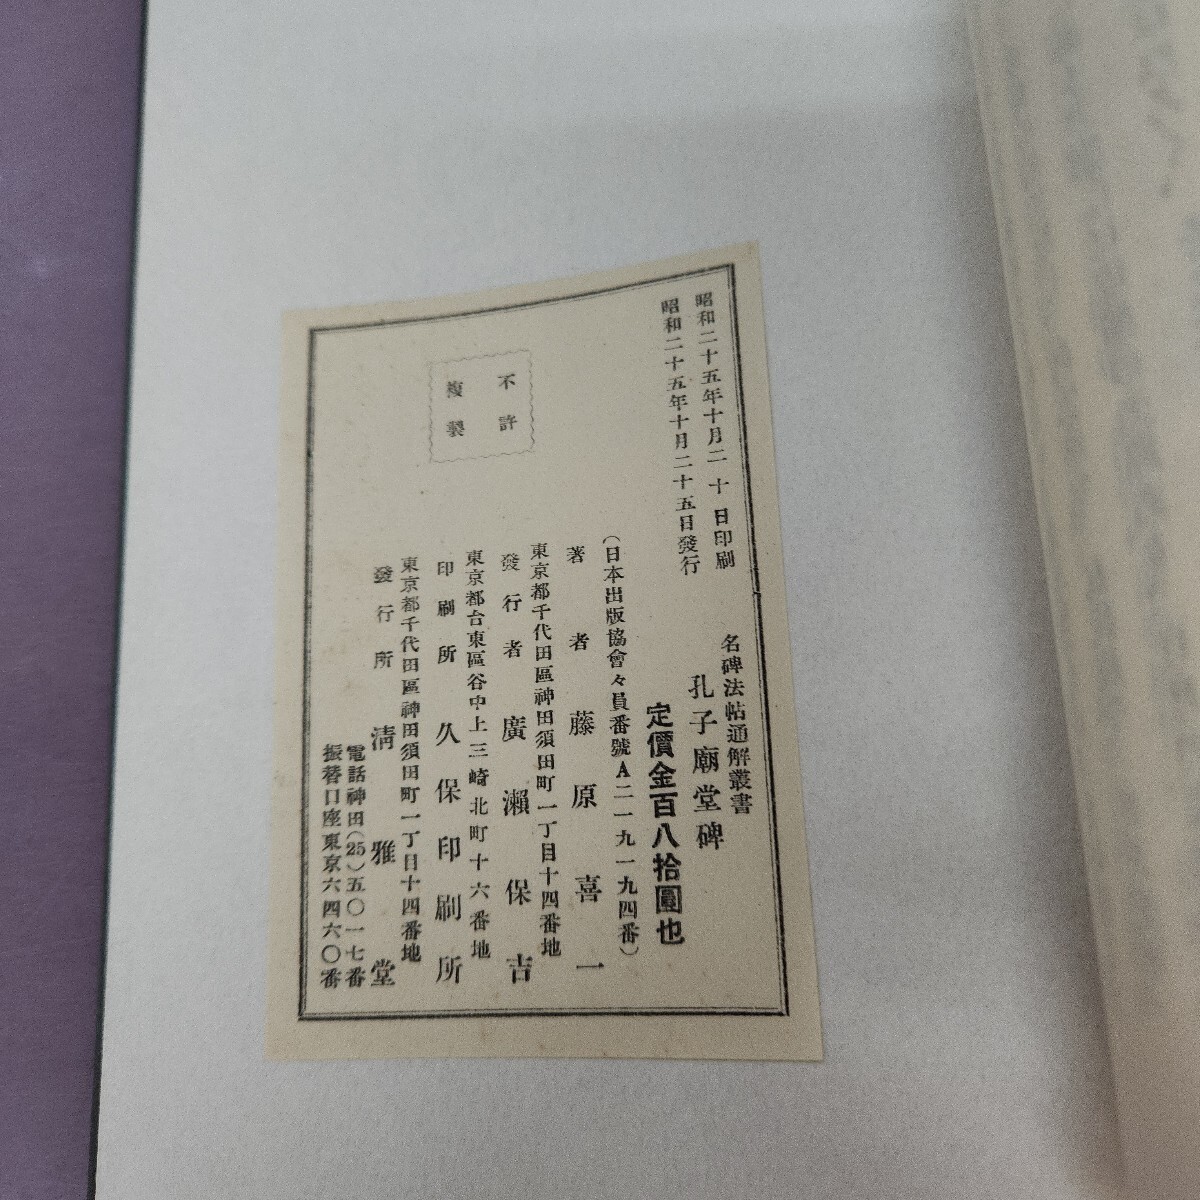 昭和二十五年十月二十日印刷
昭和二十五年十月二十五日發行
名碑法帖通解叢書
孔子廟堂碑
定價金百八拾圓也
(日本出版協會々員番號A二一九一九四番)
著者 藤原喜一
東京都千代田區神田須田町一丁目十四番地
發行者 廣瀬保吉
東京都台東區谷中上三崎北町十六番地
印刷所 久保印刷所
東京都千代田區神田須田町一丁目十四番地
發行所 淸雅堂
電話神田(25)五〇一七番
振替口座東京六四六〇番
不許
複製